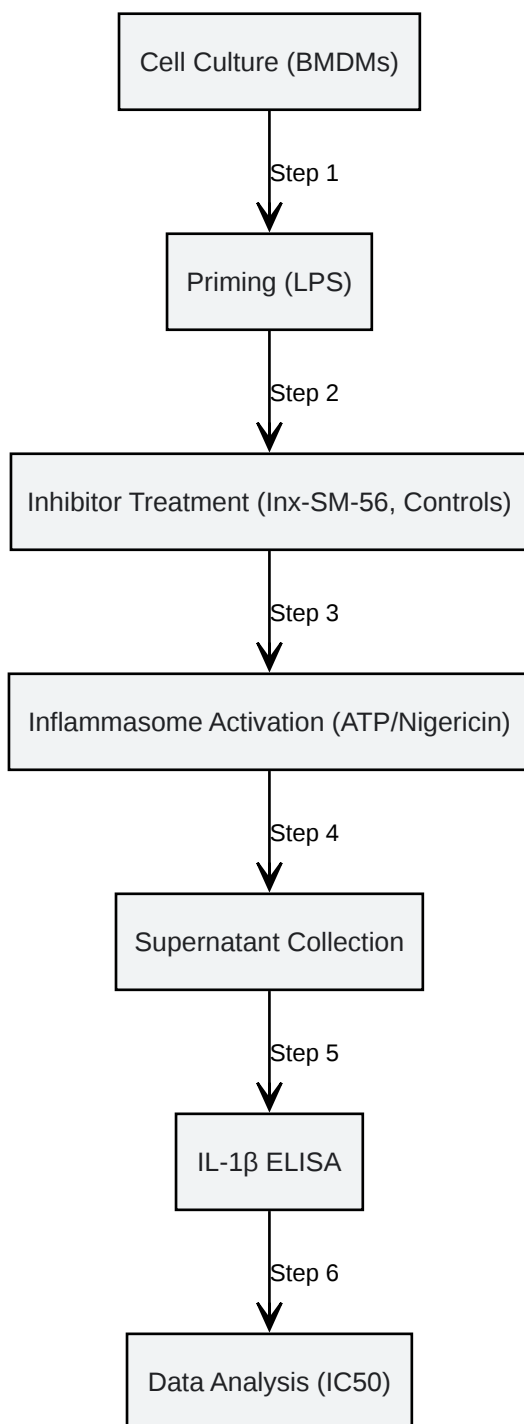 Cell Culture (BMDMs)
Step 1
Priming (LPS)
Step 2
Inhibitor Treatment (Inx-SM-56, Controls)
Step 3
Inflammasome Activation (ATP/Nigericin)
Step 4
Supernatant Collection
Step 5
IL-1β ELISA
Step 6
Data Analysis (IC50)